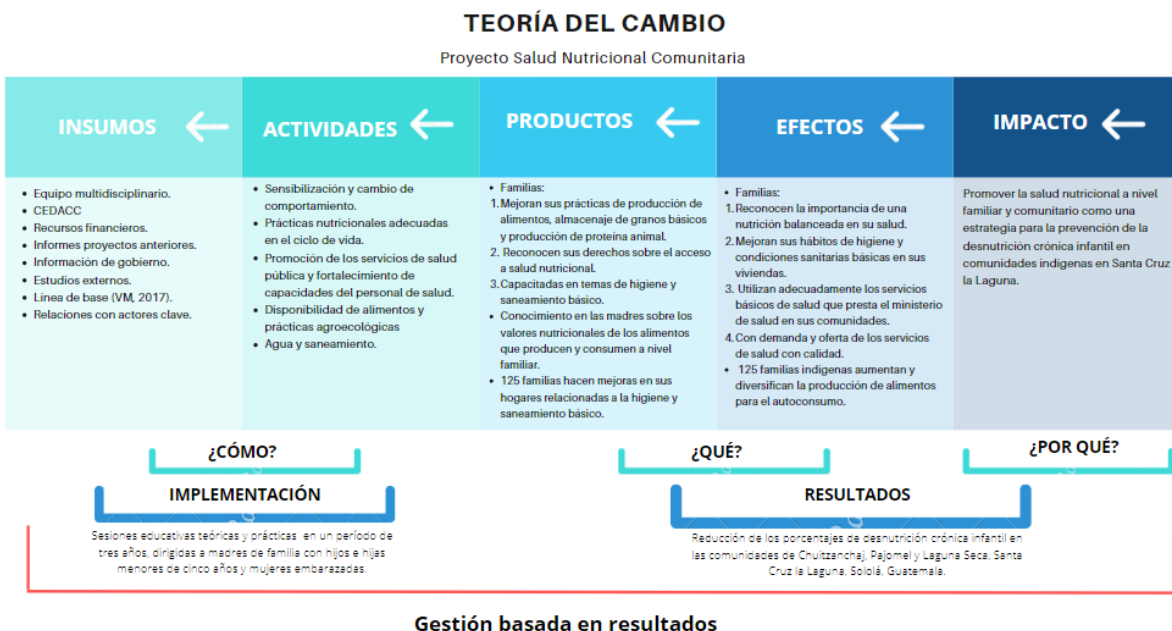 TEORÍA DEL CAMBIO
Proyecto Salud Nutricional Comunitaria
INSUMOS
• Equipo multidisciplinario.
• CEDACC
• Recursos financieros.
• Informes proyectos anteriores.
• Información de gobierno.
• Estudios externos.
• Línea de base (VM, 2017).
• Relaciones con actores clave.
ACTIVIDADES
• Sensibilización y cambio de
comportamiento.
• Prácticas nutricionales adecuadas
en el ciclo de vida.
• Promoción de los servicios de salud
pública y fortalecimiento de
capacidades del personal de salud.
• Disponibilidad de alimentos y
prácticas agroecológicas
• Agua y saneamiento.
PRODUCTOS
• Familias:
1. Mejoran sus prácticas de producción de
alimentos, almacenaje de granos básicos
y producción de proteína animal.
2. Reconocen sus derechos sobre el acceso
a salud nutricional.
3. Capacitadas en temas de higiene y
saneamiento básico.
• Conocimiento en las madres sobre los
valores nutricionales de los alimentos
que producen y consumen a nivel
familiar.
• 125 familias hacen mejoras en sus
hogares relacionadas a la higiene y
saneamiento básico.
EFECTOS
• Familias:
1. Reconocen la importancia de una
nutrición balanceada en su salud.
2. Mejoran sus hábitos de higiene y
condiciones sanitarias básicas en sus
viviendas.
3. Utilizan adecuadamente los servicios
básicos de salud que presta el ministerio
de salud en sus comunidades.
4. Con demanda y oferta de los servicios
de salud con calidad.
• 125 familias indígenas aumentan y
diversifican la producción de alimentos
para el autoconsumo.
IMPACTO
Promover la salud nutricional a nivel
familiar y comunitario como una
estrategia para la prevención de la
desnutrición crónica infantil en
comunidades indígenas en Santa Cruz
la Laguna.
¿CÓMO?
¿QUÉ?
¿POR QUÉ?
IMPLEMENTACIÓN
Sesiones educativas teóricas y prácticas en un período de
tres años, dirigidas a madres de familia con hijos e hijas
menores de cinco años y mujeres embarazadas.
RESULTADOS
Reducción de los porcentajes de desnutrición crónica infantil en
las comunidades de Chuitzanchaj, Pajomel y Laguna Seca, Santa
Cruz la Laguna, Sololá, Guatemala.
Gestión basada en resultados